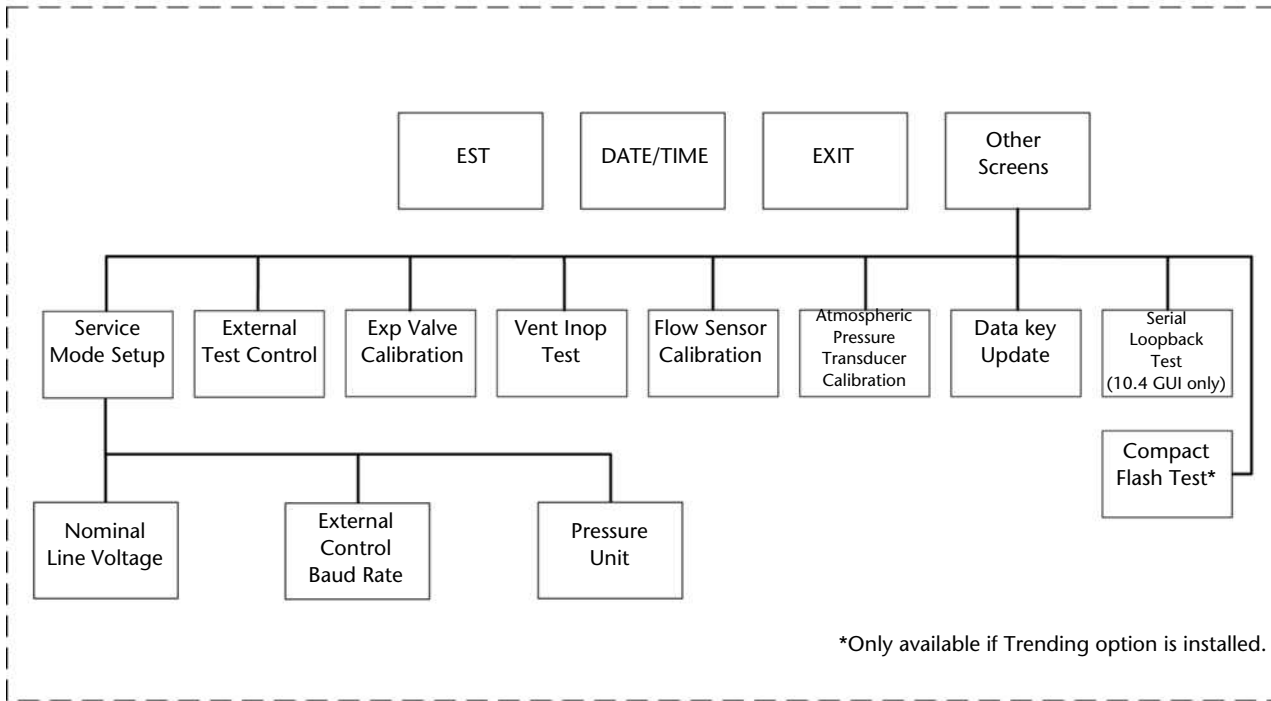 EST
DATE/TIME
EXIT
Other
Screens
Service
Mode Setup
External
Test Control
Exp Valve
Calibration
Vent Inop
Test
Flow Sensor
Calibration
Atmospheric
Pressure
Transducer
Calibration
Data key
Update
Serial
Loopback
Test
(10.4 GUI only)
Compact
Flash Test*
Nominal
Line Voltage
External
Control
Baud Rate
Pressure
Unit
*Only available if Trending option is installed.